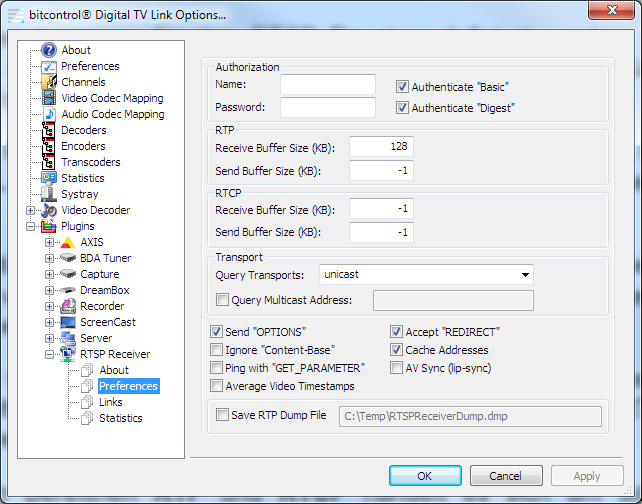 bitcontrol® Digital TV Link Options...
About
Preferences
Channels
Video Codec Mapping
Audio Codec Mapping
Decoders
Encoders
Transcoders
Statistics
Systray
Video Decoder
Plugins
AXIS
BDA Tuner
Capture
DreamBox
Recorder
ScreenCast
Server
RTSP Receiver
About
Preferences
Links
Statistics
Authorization
Name:
Authenticate "Basic"
Password:
Authenticate "Digest"
RTP
Receive Buffer Size (KB): 128
Send Buffer Size (KB): -1
RTCP
Receive Buffer Size (KB): -1
Send Buffer Size (KB): -1
Transport
Query Transports: unicast
Query Multicast Address:
Send "OPTIONS"
Accept "REDIRECT"
Ignore "Content-Base"
Cache Addresses
Ping with "GET_PARAMETER"
AV Sync (lip-sync)
Average Video Timestamps
Save RTP Dump File
C:\Temp\RTSPReceiverDump.dmp
OK
Cancel
Apply